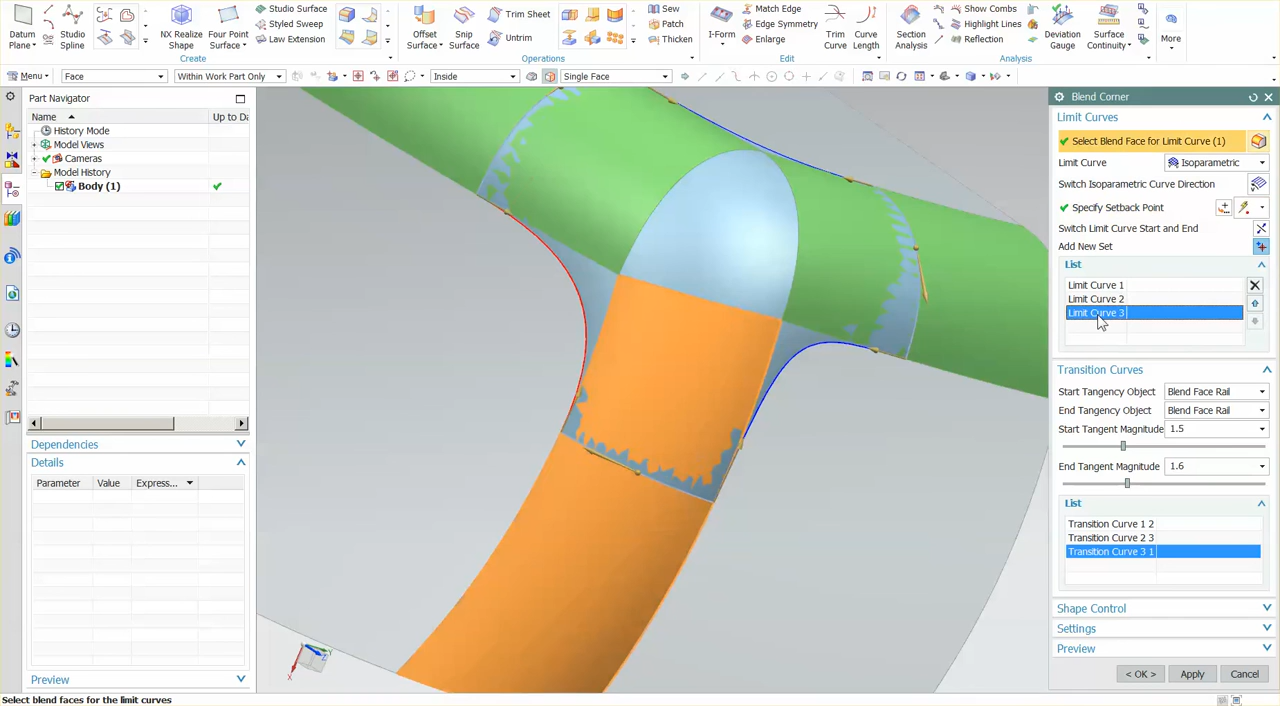 Datum Plane
Studio Spline
NX Realize Shape
Four Point Surface
Studio Surface
Styled Sweep
Law Extension
Create
Offset Surface
Snip Surface
Trim Sheet
Untrim
Operations
Sew
Patch
Thicken
I-Form
Match Edge
Edge Symmetry
Enlarge
Trim Curve
Curve Length
Edit
Section Analysis
Show Combs
Highlight Lines
Reflection
Deviation Gauge
Surface Continuity
Analysis
More
Menu
Face
Within Work Part Only
Inside
Single Face
Part Navigator
Name
Up to Da
History Mode
Model Views
Cameras
Model History
Body (1)
Dependencies
Details
Parameter Value Express...
Preview
Select blend faces for the limit curves
X
Y
Z
Blend Corner
Limit Curves
Select Blend Face for Limit Curve (1)
Limit Curve Isoparametric
Switch Isoparametric Curve Direction
Specify Setback Point
Switch Limit Curve Start and End
Add New Set
List
Limit Curve 1
Limit Curve 2
Limit Curve 3
Transition Curves
Start Tangency Object Blend Face Rail
End Tangency Object Blend Face Rail
Start Tangent Magnitude 1.5
End Tangent Magnitude 1.6
List
Transition Curve 1 2
Transition Curve 2 3
Transition Curve 3 1
Shape Control
Settings
Preview
< OK > Apply Cancel